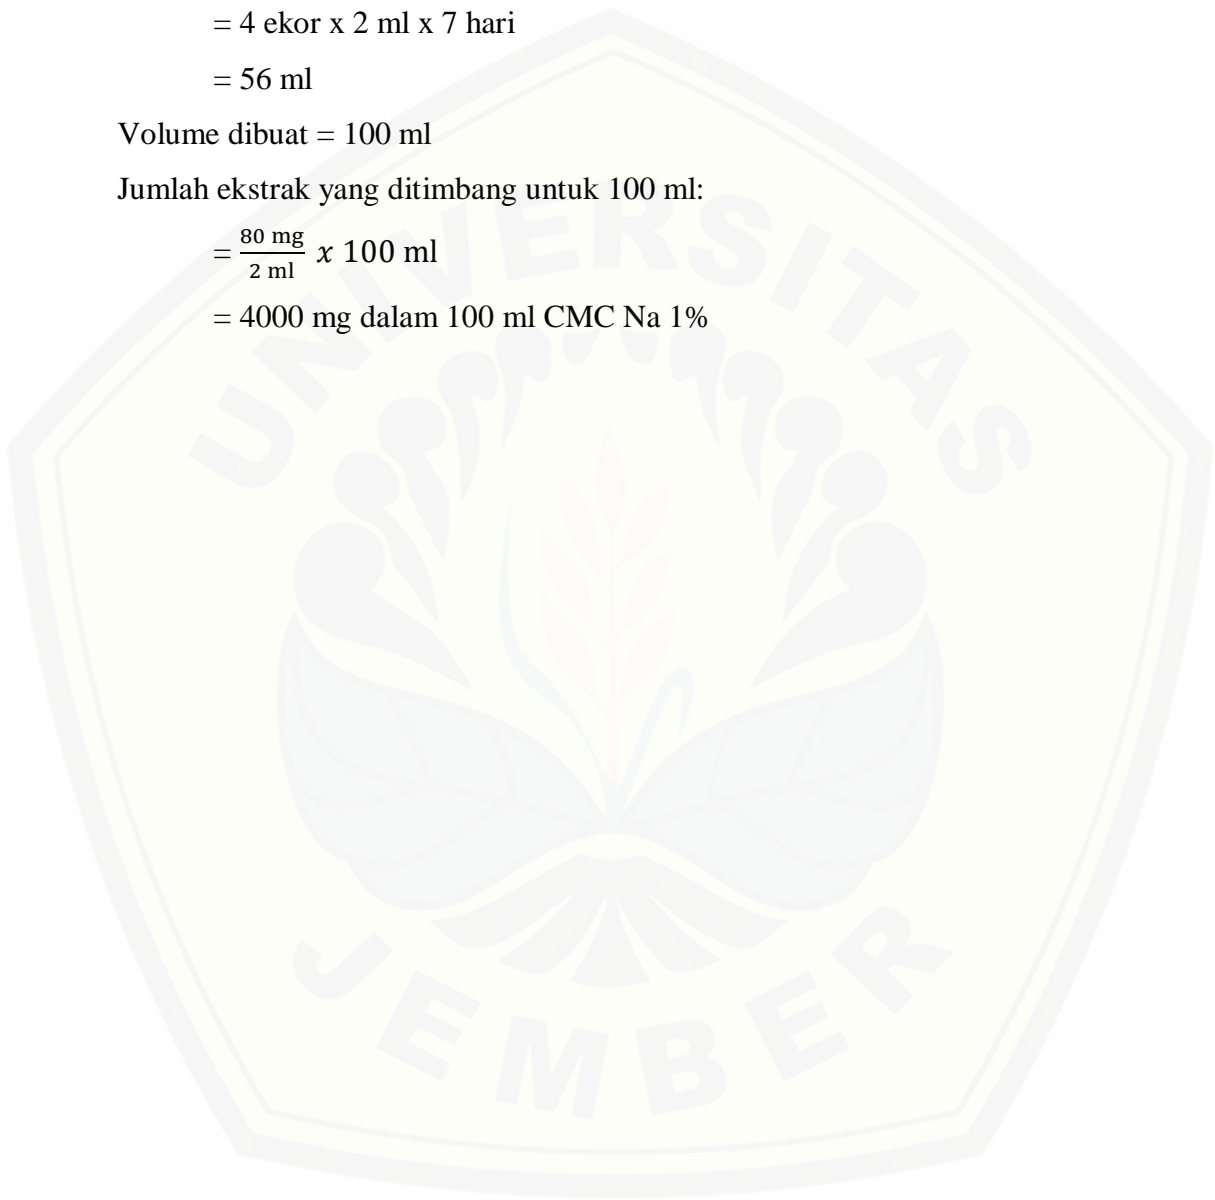 = 4 ekor x 2 ml x 7 hari
= 56 ml
Volume dibuat = 100 ml
Jumlah ekstrak yang ditimbang untuk 100 ml:
= 80 mg / 2 ml x 100 ml
= 4000 mg dalam 100 ml CMC Na 1%
UNIVERSITAS
JEMBER